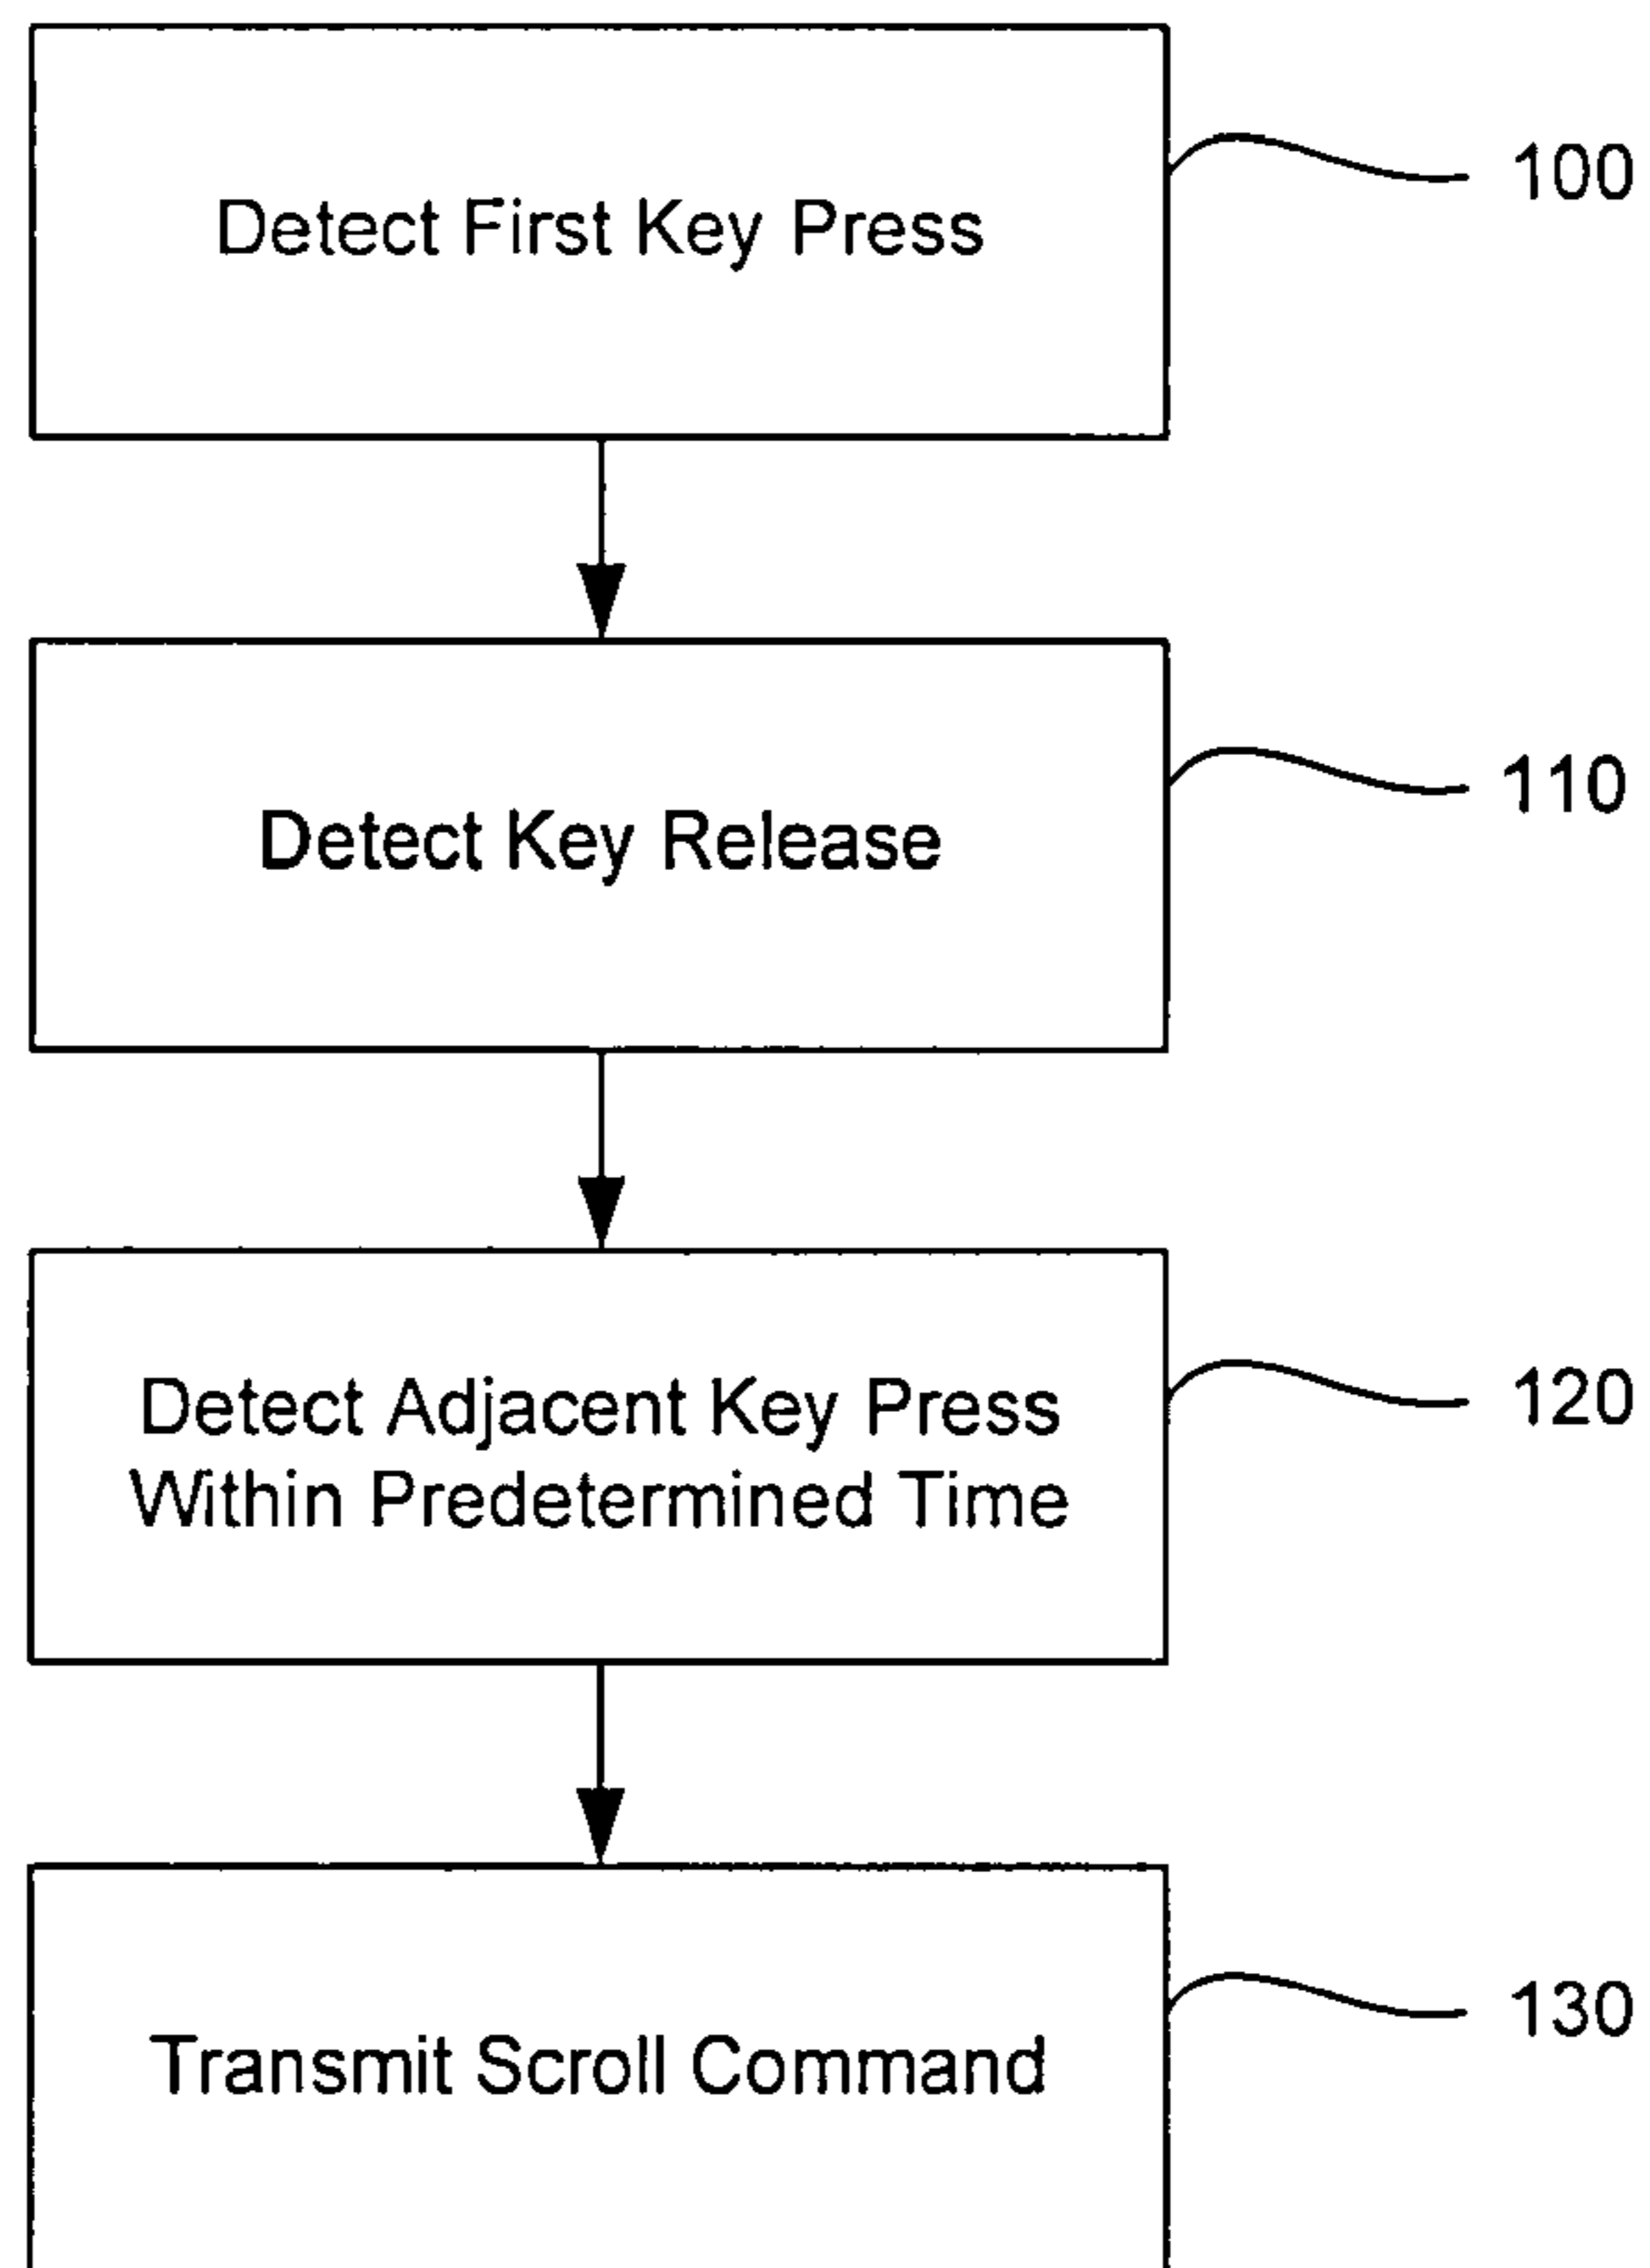 Detect First Key Press
100
Detect Key Release
110
Detect Adjacent Key Press
Within Predetermined Time
120
Transmit Scroll Command
130